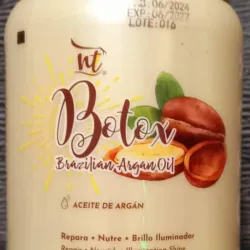 06/2024
EXP:06/2027
LOTE:016
nt
Botox
Brazilian Argan Oil
ACEITE DE ARGÁN
Repara • Nutre • Brillo Iluminador